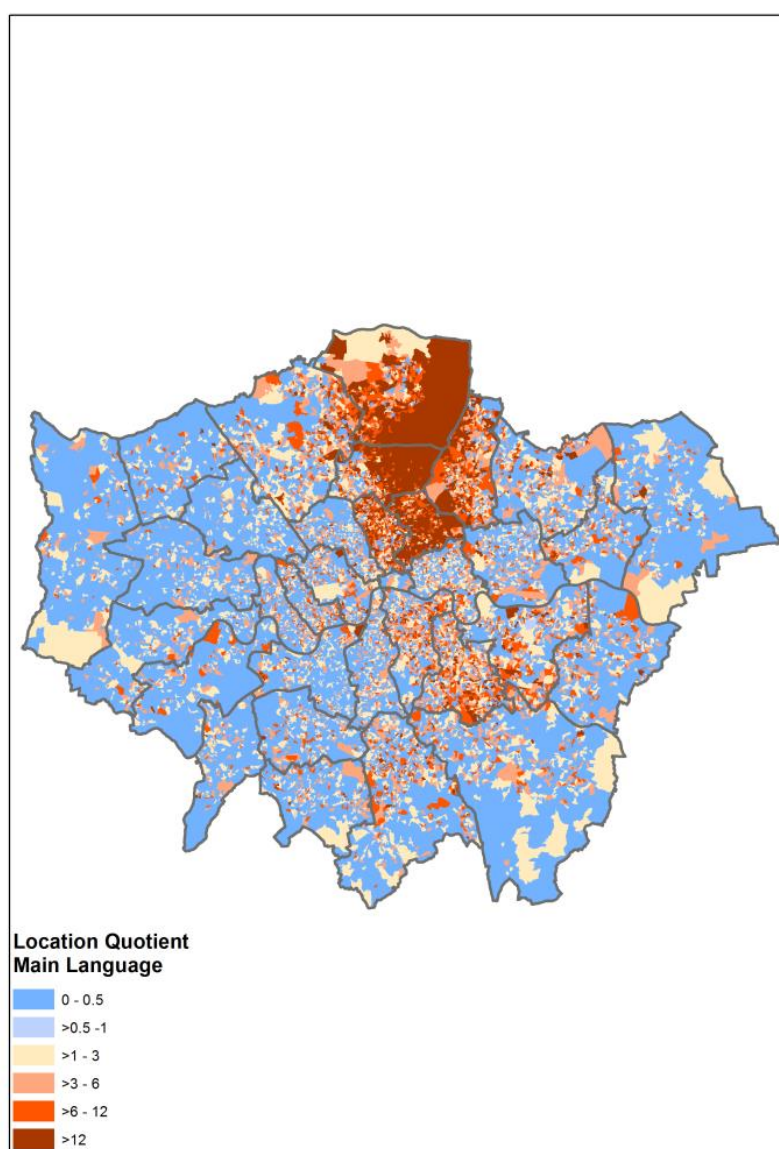 Location Quotient
Main Language
0 - 0.5
>0.5 -1
>1 - 3
>3 - 6
>6 - 12
>12